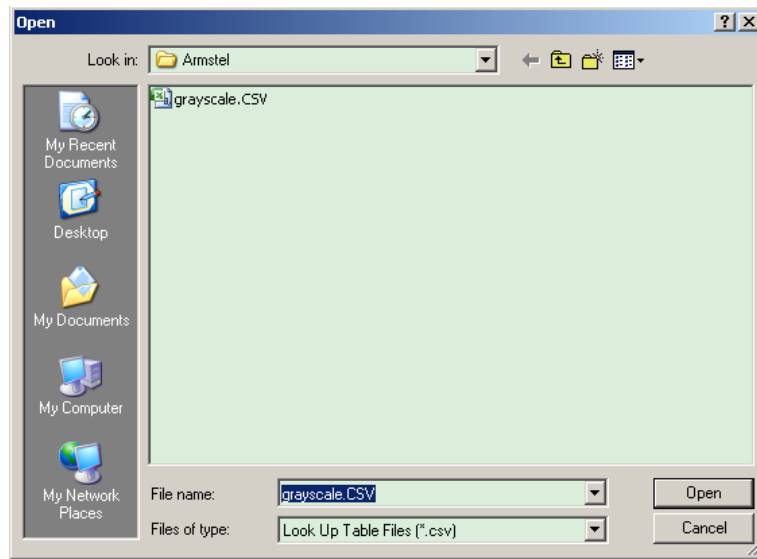 Open
Look in:
Armstel
grayscale.CSV
My Recent
Documents
Desktop
My Documents
My Computer
My Network
Places
File name:
grayscale.CSV
Open
Files of type:
Look Up Table Files (*.csv)
Cancel